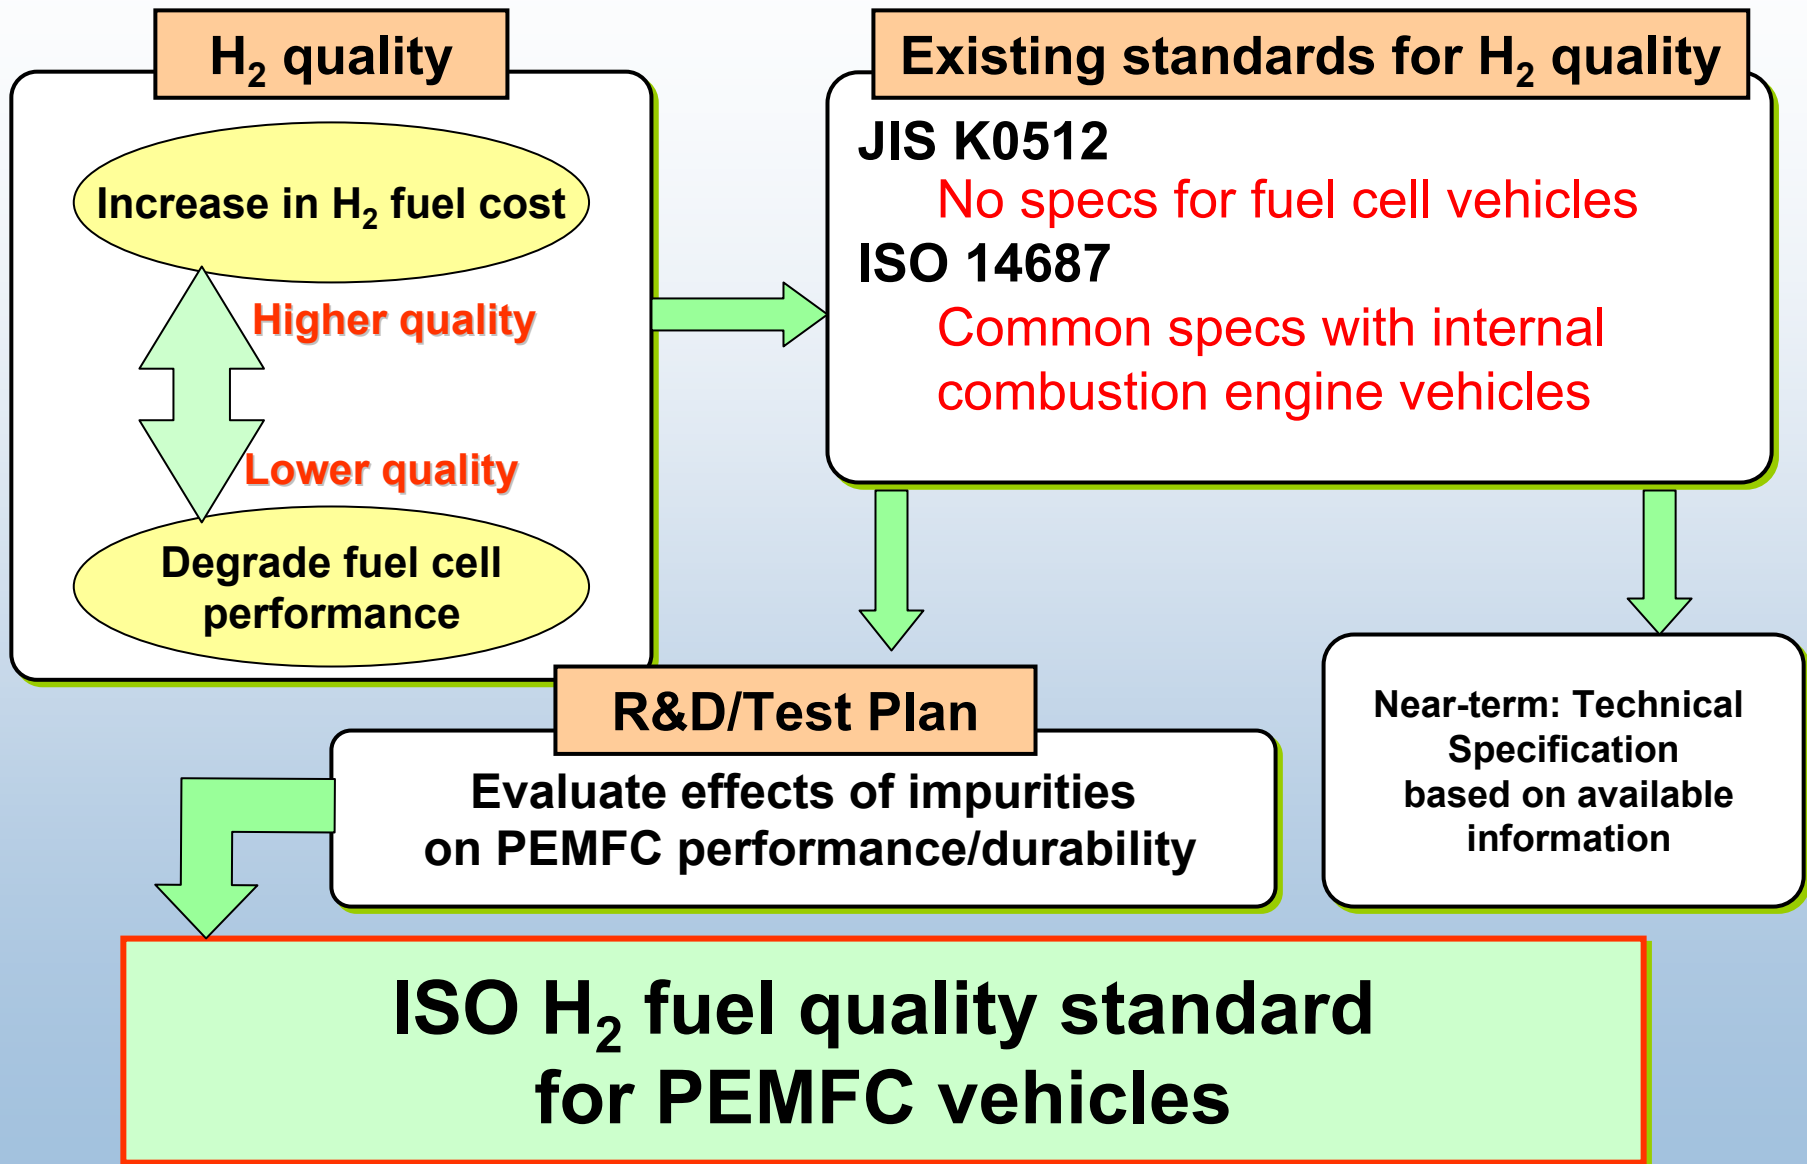 H₂ quality
Increase in H₂ fuel cost
Higher quality
Lower quality
Degrade fuel cell
performance
Existing standards for H₂ quality
JIS K0512
No specs for fuel cell vehicles
ISO 14687
Common specs with internal
combustion engine vehicles
R&D/Test Plan
Evaluate effects of impurities
on PEMFC performance/durability
Near-term: Technical
Specification
based on available
information
ISO H₂ fuel quality standard
for PEMFC vehicles